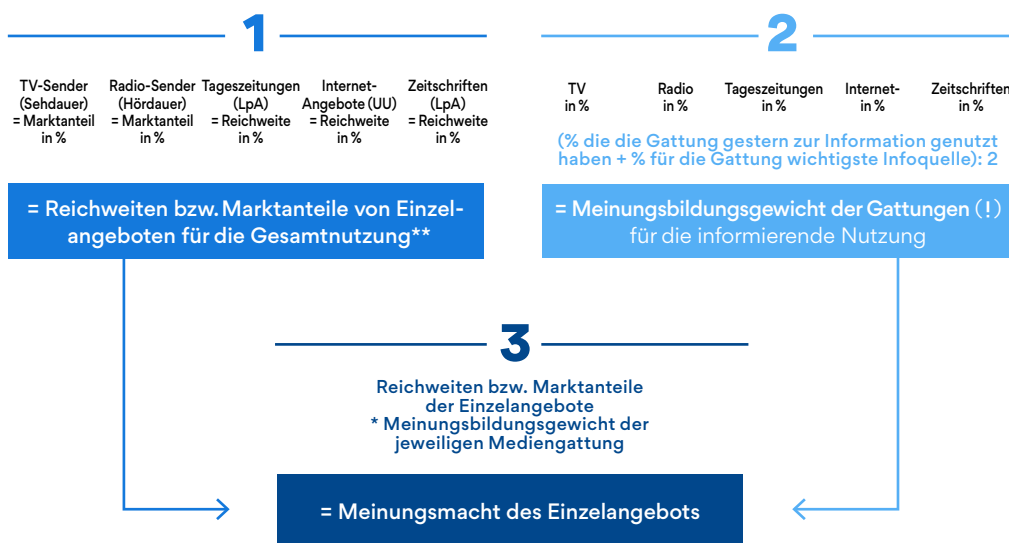 1
TV-Sender
(Sehdauer)
= Marktanteil
in %
Radio-Sender
(Hördauer)
= Marktanteil
in %
Tageszeitungen
(LpA)
= Reichweite
in %
Internet-
Angebote (UU)
= Reichweite
in %
Zeitschriften
(LpA)
= Reichweite
in %
= Reichweiten bzw. Marktanteile von Einzel-
angeboten für die Gesamtnutzung**
2
TV
in %
Radio
in %
Tageszeitungen
in %
Internet-
in %
Zeitschriften
in %
(% die die Gattung gestern zur Information genutzt
haben + % für die Gattung wichtigste Infoquelle): 2
= Meinungsbildungsgewicht der Gattungen (!)
für die informierende Nutzung
3
Reichweiten bzw. Marktanteile
der Einzelangebote
* Meinungsbildungsgewicht der
jeweiligen Mediengattung
= Meinungsmacht des Einzelangebots